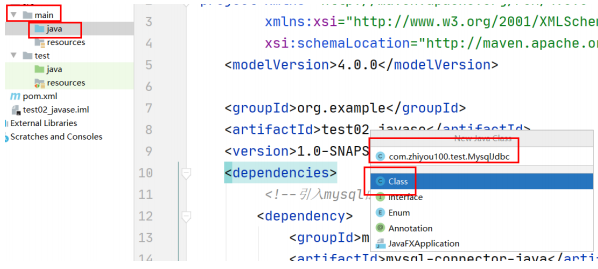 main
java
resources
test
java
resources
pom.xml
test02_javase.iml
External Libraries
Scratches and Consoles
3 xmlns:xsi="http://www.w3.org/2001/XMLSchem
4 xsi:schemaLocation="http://maven.apache.or
5 <modelVersion>4.0.0</modelVersion>
6
7 <groupId>org.example</groupId>
8 <artifactId>test02_javase</artifactId>
9 <version>1.0-SNAPS
10 <dependencies>
11 <!--引入mysql
12 <dependency>
13 <groupId>m
14 <artifactId>mysql-connector-java</arti
New Java Class
com.zhiyou100.test.MysqlJdbc
Class
Interface
Enum
Annotation
JavaFXApplication